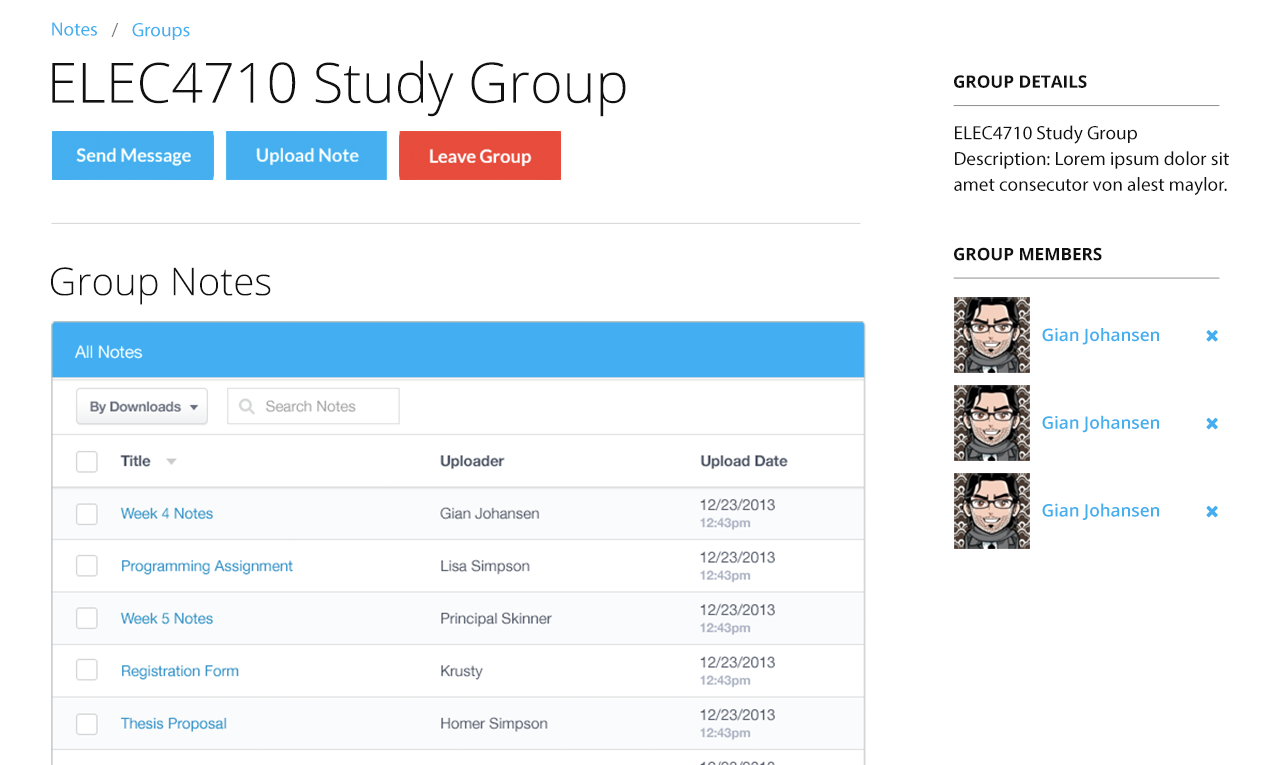 Notes / Groups
ELEC4710 Study Group
Send Message Upload Note Leave Group
Group Notes
All Notes
By Downloads Search Notes
Title Uploader Upload Date
Week 4 Notes Gian Johansen 12/23/2013
12:43pm
Programming Assignment Lisa Simpson 12/23/2013
12:43pm
Week 5 Notes Principal Skinner 12/23/2013
12:43pm
Registration Form Krusty 12/23/2013
12:43pm
Thesis Proposal Homer Simpson 12/23/2013
12:43pm
GROUP DETAILS
ELEC4710 Study Group
Description: Lorem ipsum dolor sit
amet consecutor von alest maylor.
GROUP MEMBERS
Gian Johansen
Gian Johansen
Gian Johansen